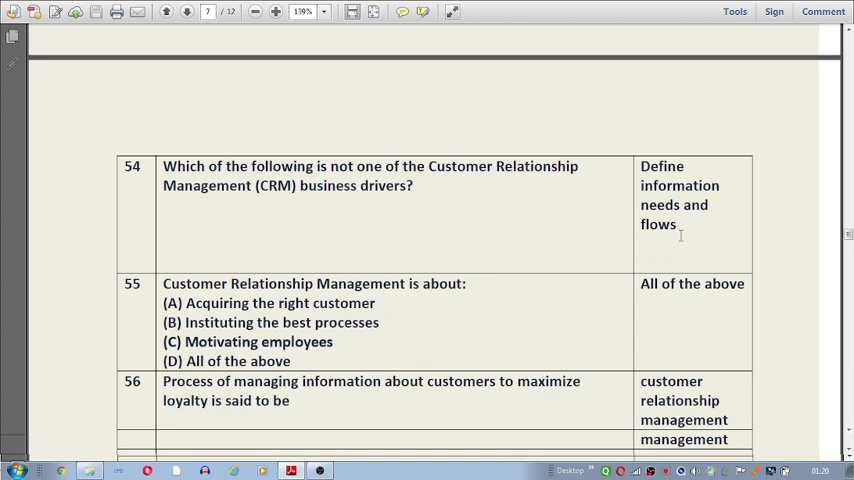 7 / 12
139%
Tools Sign Comment
54 Which of the following is not one of the Customer Relationship Define
Management (CRM) business drivers? information
needs and
flows
55 Customer Relationship Management is about: All of the above
(A) Acquiring the right customer
(B) Instituting the best processes
(C) Motivating employees
(D) All of the above
56 Process of managing information about customers to maximize customer
loyalty is said to be relationship
management
management
Desktop » 01:20